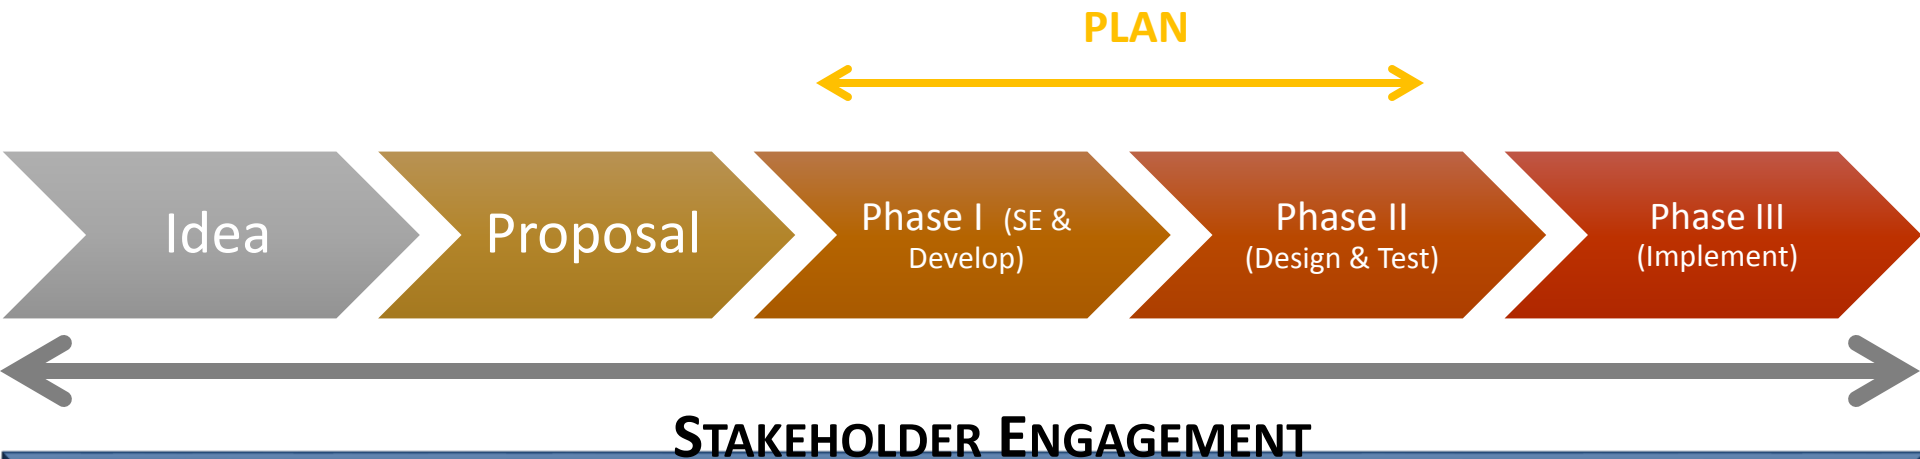 PLAN
Idea
Proposal
Phase I (SE &
Develop)
Phase II
(Design & Test)
Phase III
(Implement)
STAKEHOLDER ENGAGEMENT